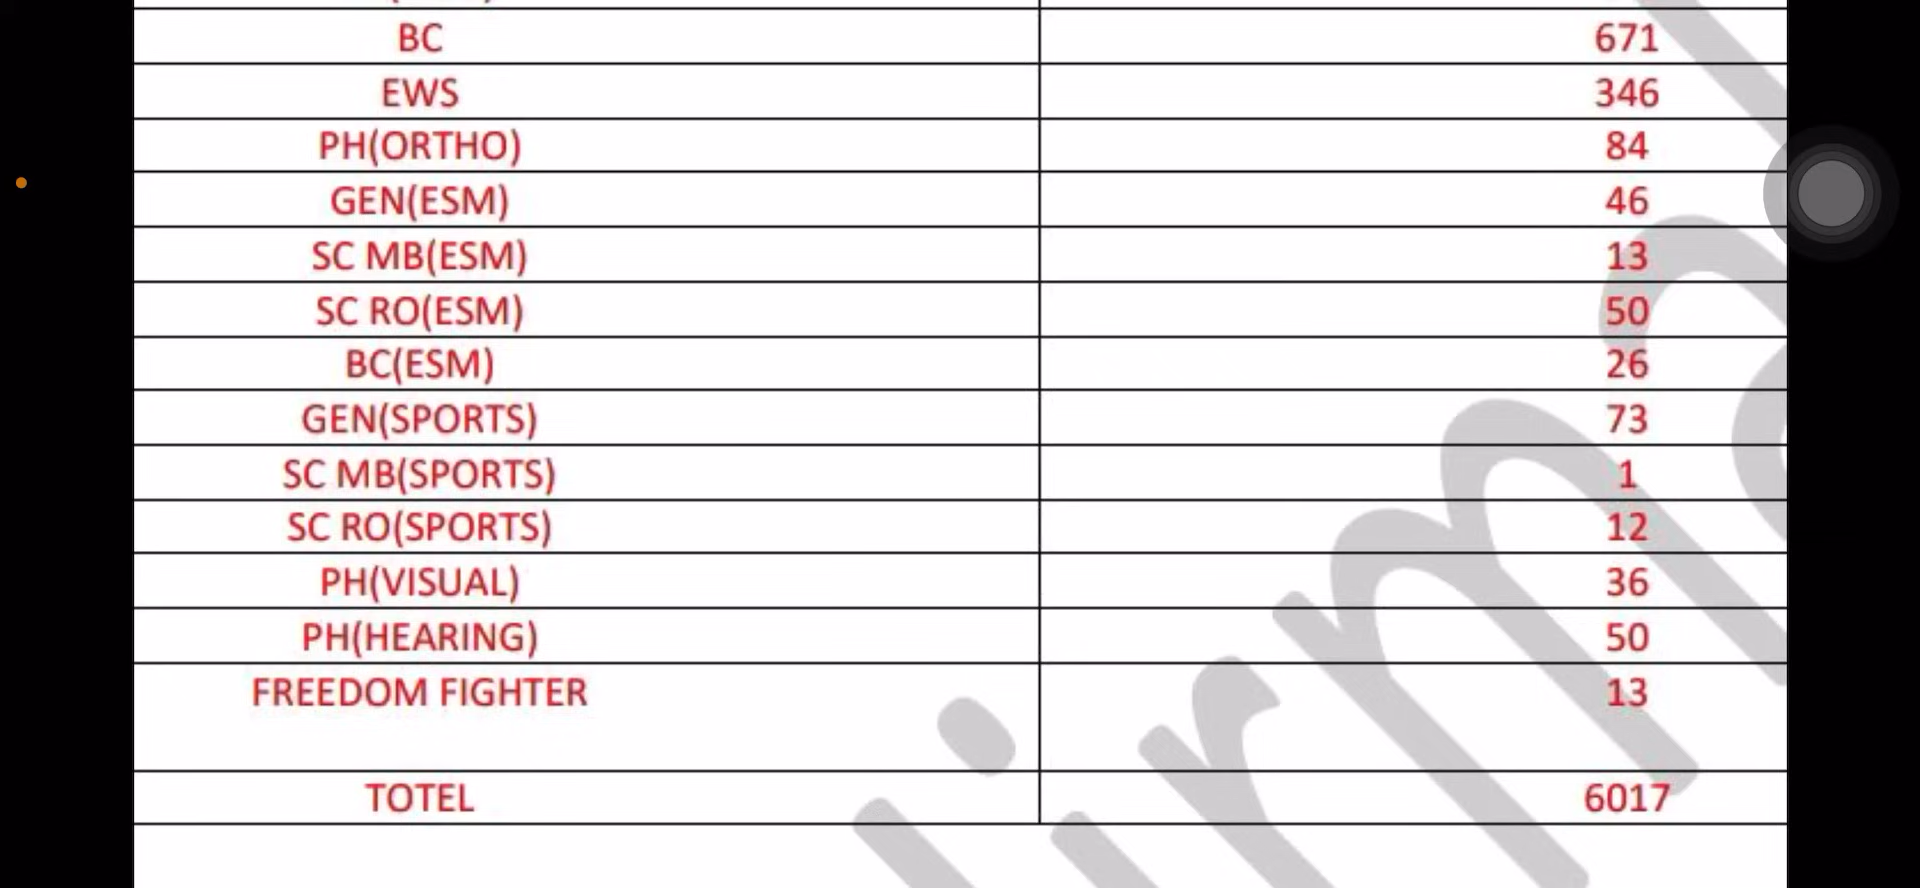 BC 671
EWS 346
PH(ORTHO) 84
GEN(ESM) 46
SC MB(ESM) 13
SC RO(ESM) 50
BC(ESM) 26
GEN(SPORTS) 73
SC MB(SPORTS) 1
SC RO(SPORTS) 12
PH(VISUAL) 36
PH(HEARING) 50
FREEDOM FIGHTER 13
TOTEL 6017